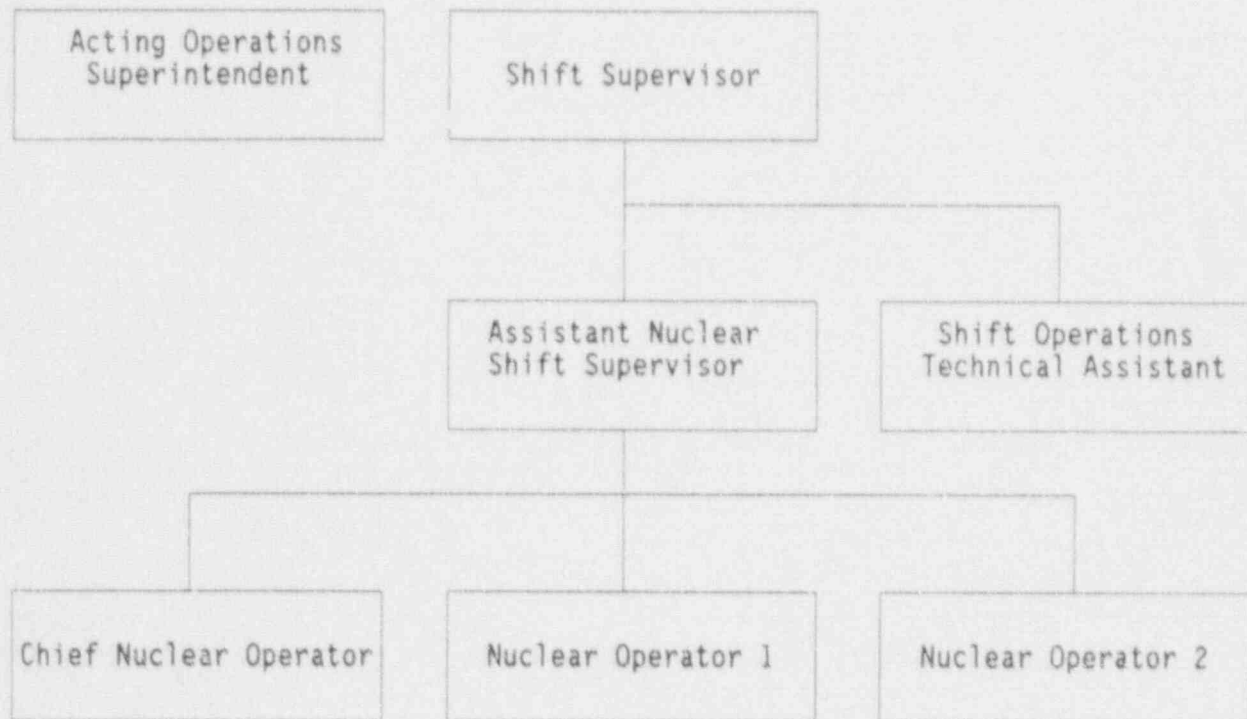 Acting Operations
Superintendent
Shift Supervisor
Assistant Nuclear
Shift Supervisor
Shift Operations
Technical Assistant
Chief Nuclear Operator
Nuclear Operator 1
Nuclear Operator 2